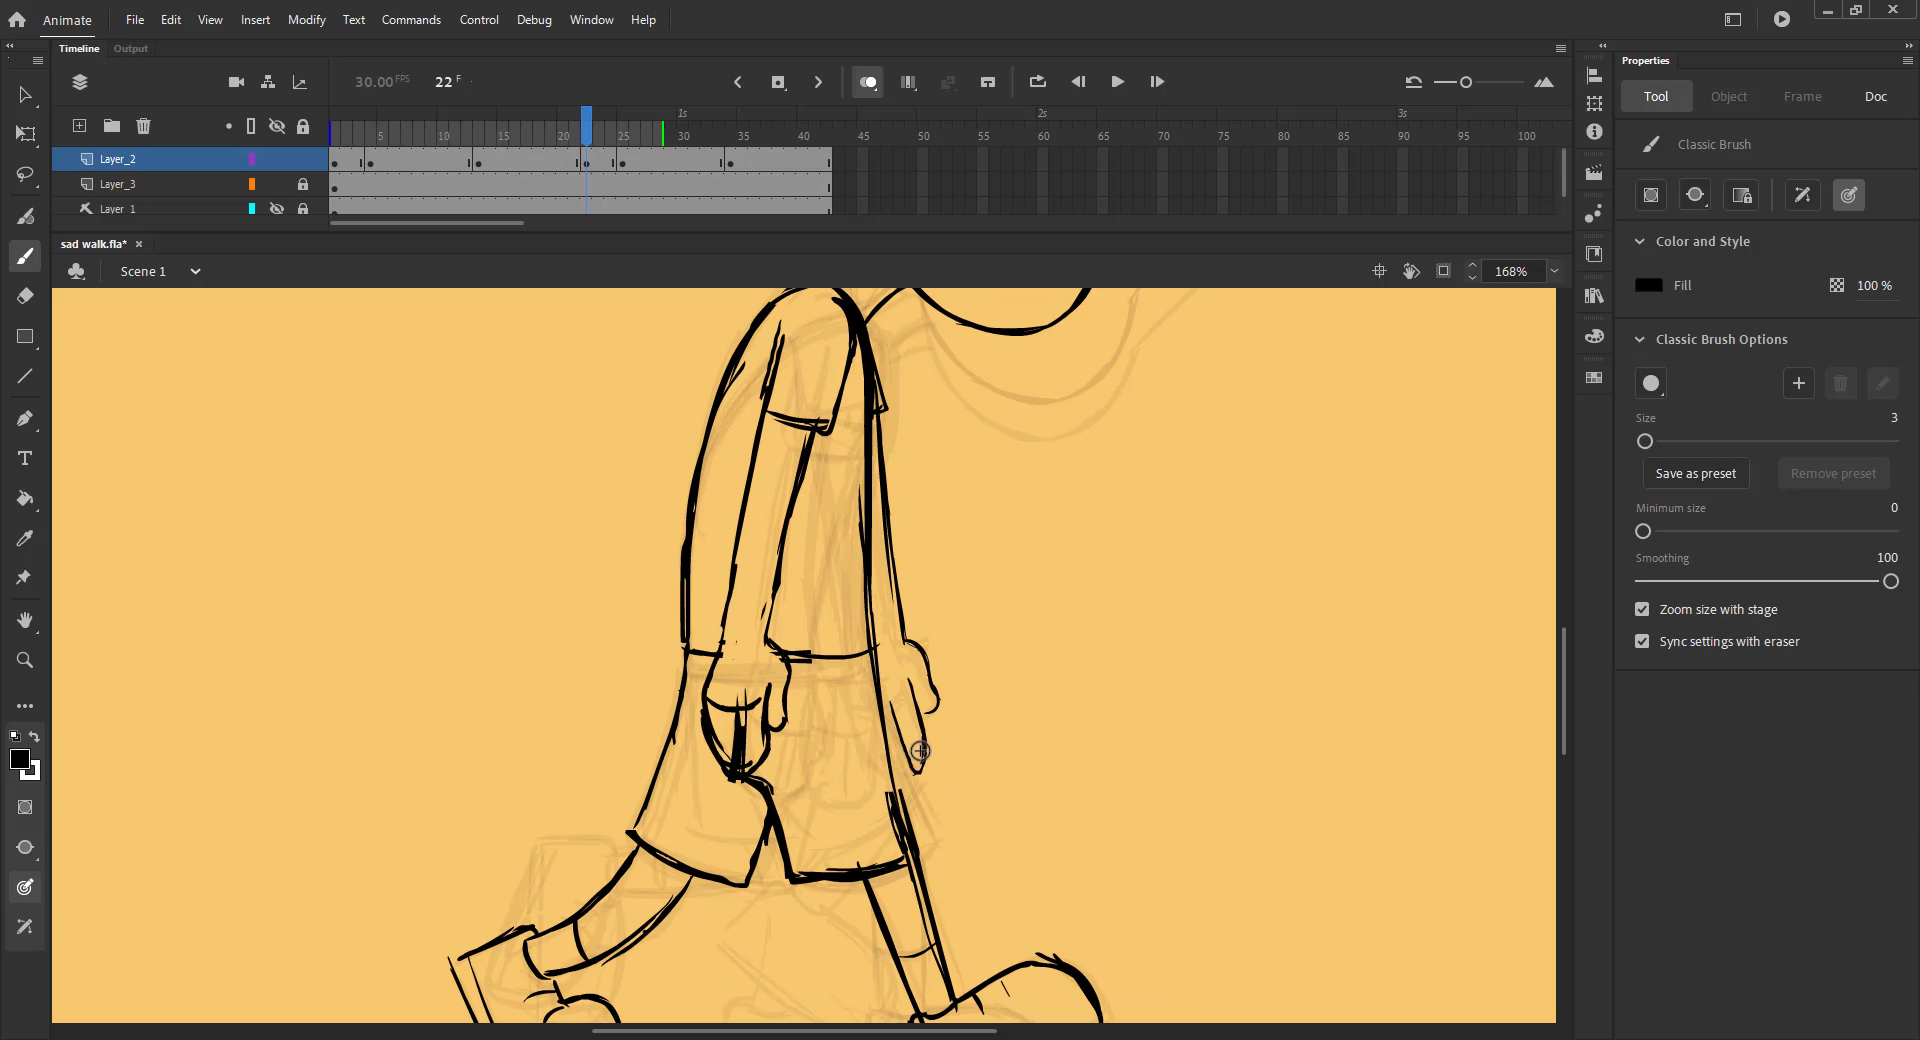 Animate File Edit View Insert Modify Text Commands Control Debug Window Help
Timeline Output
30.00 FPS 22 F
1s 2s 3s
5 10 15 20 25 30 35 40 45 50 55 60 65 70 75 80 85 90 95 100
Layer_2
Layer_3
Layer_1
sad walk.fla*
Scene 1
168%
Properties
Tool Object Frame Doc
Classic Brush
Color and Style
Fill 100 %
Classic Brush Options
Size 3
Save as preset Remove preset
Minimum size 0
Smoothing 100
Zoom size with stage
Sync settings with eraser